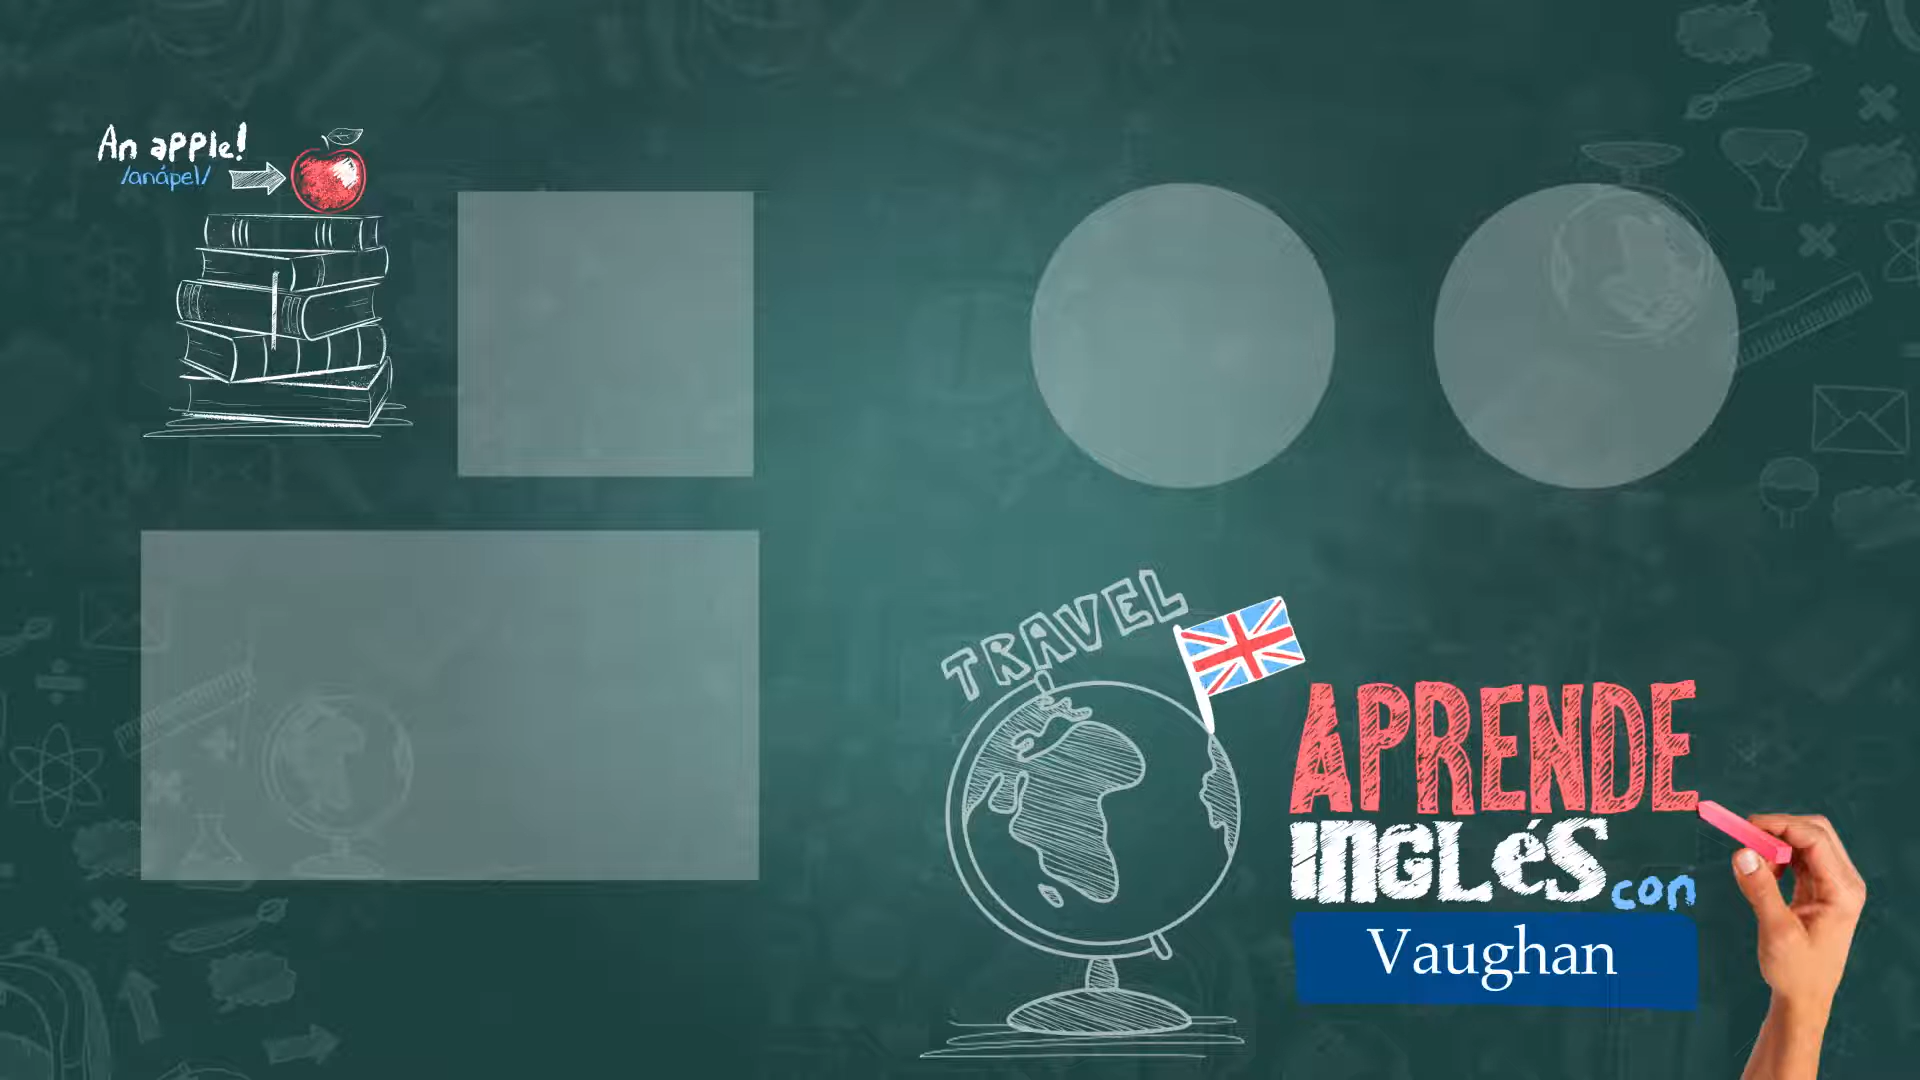 An apple!
/anápel/
TRAVEL
APRENDE
INGLéS con
Vaughan